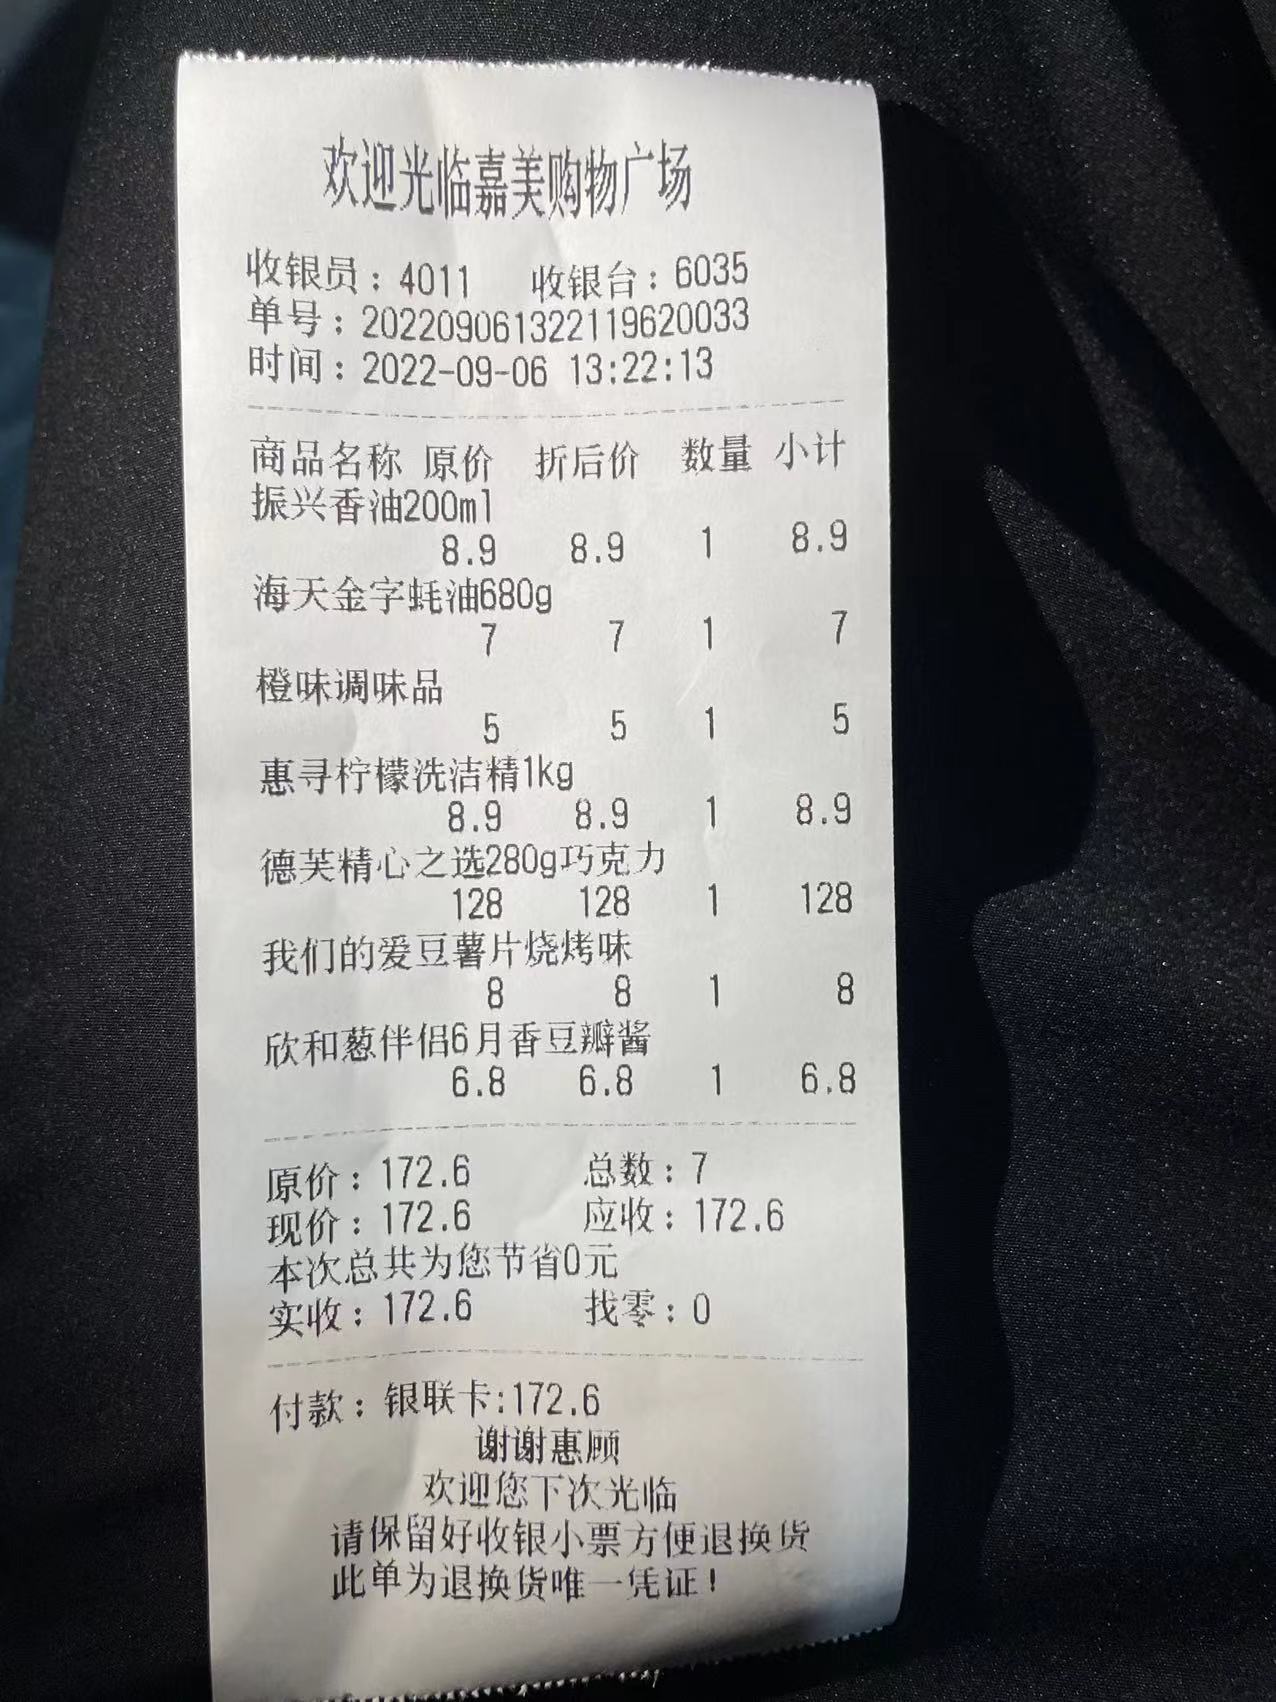 欢迎光临嘉美购物广场
收银员：4011 收银台：6035
单号：2022090613221196200​33
时间：2022-09-06 13:22:13
商品名称 原价 折后价 数量 小计
振兴香油200ml
8.9 8.9 1 8.9
海天金字蚝油680g
7 7 1 7
橙味调味品
5 5 1 5
惠寻柠檬洗洁精1kg
8.9 8.9 1 8.9
德芙精心之选280g巧克力
128 128 1 128
我们的爱豆薯片烧烤味
8 8 1 8
欣和葱伴侣6月香豆瓣酱
6.8 6.8 1 6.8
原价：172.6 总数：7
现价：172.6 应收：172.6
本次总共为您节省0元
实收：172.6 找零：0
付款：银联卡:172.6
谢谢惠顾
欢迎您下次光临
请保留好收银小票方便退换货
此单为退换货唯一凭证！